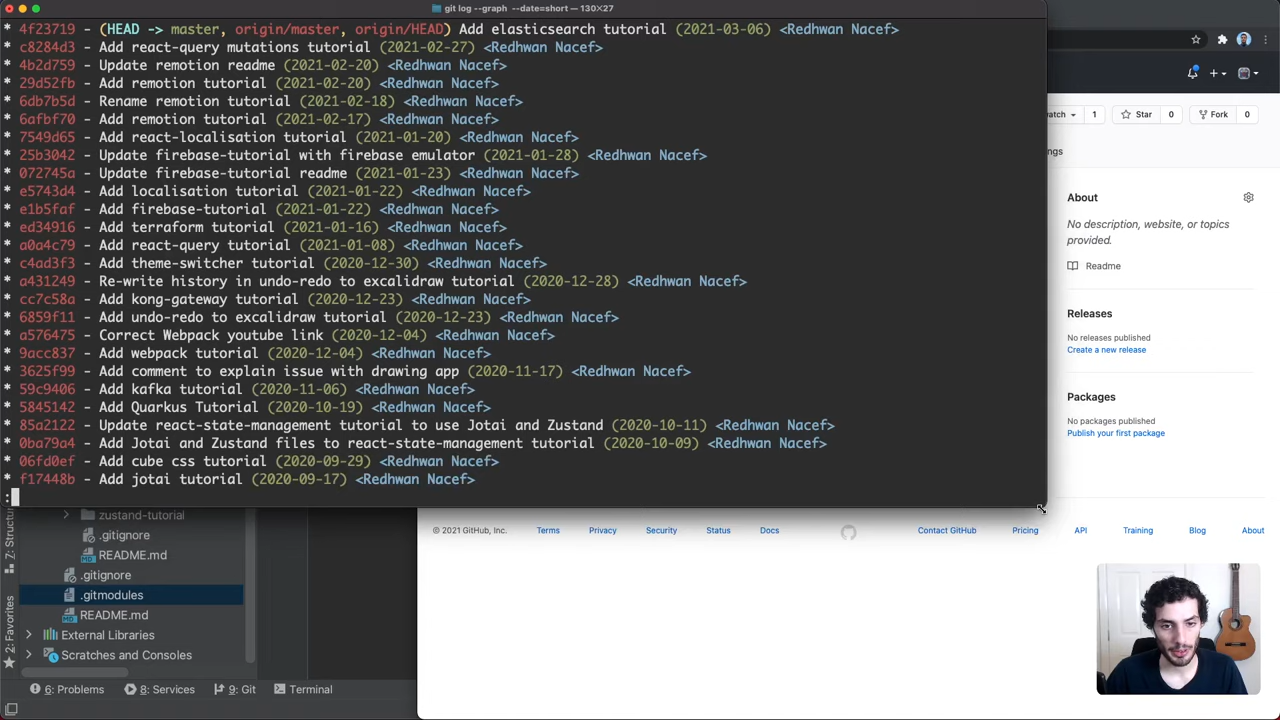 git log --graph --date=short — 130×27
* 4f23719 - (HEAD -> master, origin/master, origin/HEAD) Add elasticsearch tutorial (2021-03-06) <Redhwan Nacef>
* c8284d3 - Add react-query mutations tutorial (2021-02-27) <Redhwan Nacef>
* 4b2d759 - Update remotion readme (2021-02-20) <Redhwan Nacef>
* 29d52fb - Add remotion tutorial (2021-02-20) <Redhwan Nacef>
* 6db7b5d - Rename remotion tutorial (2021-02-18) <Redhwan Nacef>
* 6afbf70 - Add remotion tutorial (2021-02-17) <Redhwan Nacef>
* 7549d65 - Add react-localisation tutorial (2021-01-20) <Redhwan Nacef>
* 25b3042 - Update firebase-tutorial with firebase emulator (2021-01-28) <Redhwan Nacef>
* 072745a - Update firebase-tutorial readme (2021-01-23) <Redhwan Nacef>
* e5743d4 - Add localisation tutorial (2021-01-22) <Redhwan Nacef>
* e1b5faf - Add firebase-tutorial (2021-01-22) <Redhwan Nacef>
* ed34916 - Add terraform tutorial (2021-01-16) <Redhwan Nacef>
* a0a4c79 - Add react-query tutorial (2021-01-08) <Redhwan Nacef>
* c4ad3f3 - Add theme-switcher tutorial (2020-12-30) <Redhwan Nacef>
* a431249 - Re-write history in undo-redo to excalidraw tutorial (2020-12-28) <Redhwan Nacef>
* cc7c58a - Add kong-gateway tutorial (2020-12-23) <Redhwan Nacef>
* 6859f11 - Add undo-redo to excalidraw tutorial (2020-12-23) <Redhwan Nacef>
* a576475 - Correct Webpack youtube link (2020-12-04) <Redhwan Nacef>
* 9acc837 - Add webpack tutorial (2020-12-04) <Redhwan Nacef>
* 3625f99 - Add comment to explain issue with drawing app (2020-11-17) <Redhwan Nacef>
* 59c9406 - Add kafka tutorial (2020-11-06) <Redhwan Nacef>
* 5845142 - Add Quarkus Tutorial (2020-10-19) <Redhwan Nacef>
* 85a2122 - Update react-state-management tutorial to use Jotai and Zustand (2020-10-11) <Redhwan Nacef>
* 0ba79a4 - Add Jotai and Zustand files to react-state-management tutorial (2020-10-09) <Redhwan Nacef>
* 06fd0ef - Add cube css tutorial (2020-09-29) <Redhwan Nacef>
* f17448b - Add jotai tutorial (2020-09-17) <Redhwan Nacef>
:
atch 1 Star 0 Fork 0
ngs
About
No description, website, or topics
provided.
Readme
Releases
No releases published
Create a new release
Packages
No packages published
Publish your first package
© 2021 GitHub, Inc. Terms Privacy Security Status Docs Contact GitHub Pricing API Training Blog About
zustand-tutorial
.gitignore
README.md
.gitignore
.gitmodules
README.md
External Libraries
Scratches and Consoles
Z: Structu
2: Favorites
6: Problems 8: Services 9: Git Terminal